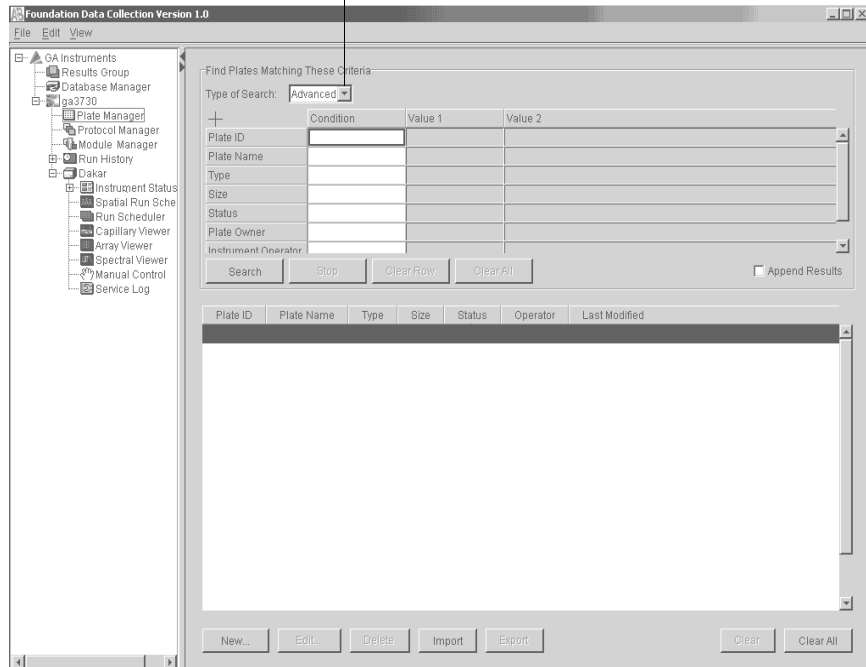 Foundation Data Collection Version 1.0
File Edit View
GA Instruments
Results Group
Database Manager
ga3730
Plate Manager
Protocol Manager
Module Manager
Run History
Dakar
Instrument Status
Spatial Run Sche
Run Scheduler
Capillary Viewer
Array Viewer
Spectral Viewer
Manual Control
Service Log
Find Plates Matching These Criteria
Type of Search: Advanced
Condition Value 1 Value 2
Plate ID
Plate Name
Type
Size
Status
Plate Owner
Instrument Operator
Search Stop Clear Row Clear All Append Results
Plate ID Plate Name Type Size Status Operator Last Modified
New... Edit... Delete Import Export Clear Clear All